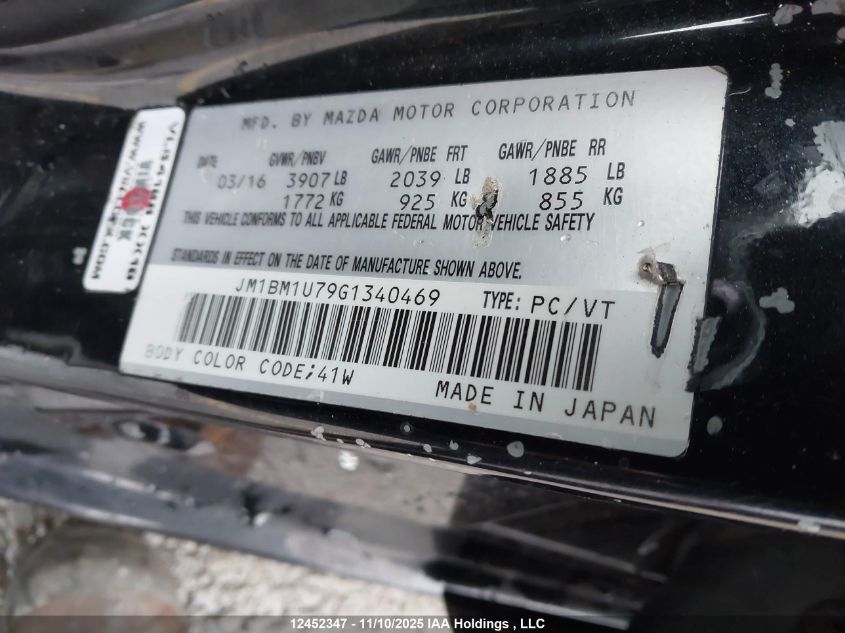 MFD. BY MAZDA MOTOR CORPORATION
DATE GVWR/PNBV GAWR/PNBE FRT GAWR/PNBE RR
03/16 3907 LB 2039 LB 1885 LB
1772 KG 925 KG 855 KG
THIS VEHICLE CONFORMS TO ALL APPLICABLE FEDERAL MOTOR VEHICLE SAFETY
STANDARDS IN EFFECT ON THE DATE OF MANUFACTURE SHOWN ABOVE.
JM1BM1U79G1340469 TYPE: PC/VT
BODY COLOR CODE;41W
MADE IN JAPAN
12452347 - 11/10/2025 IAA Holdings , LLC